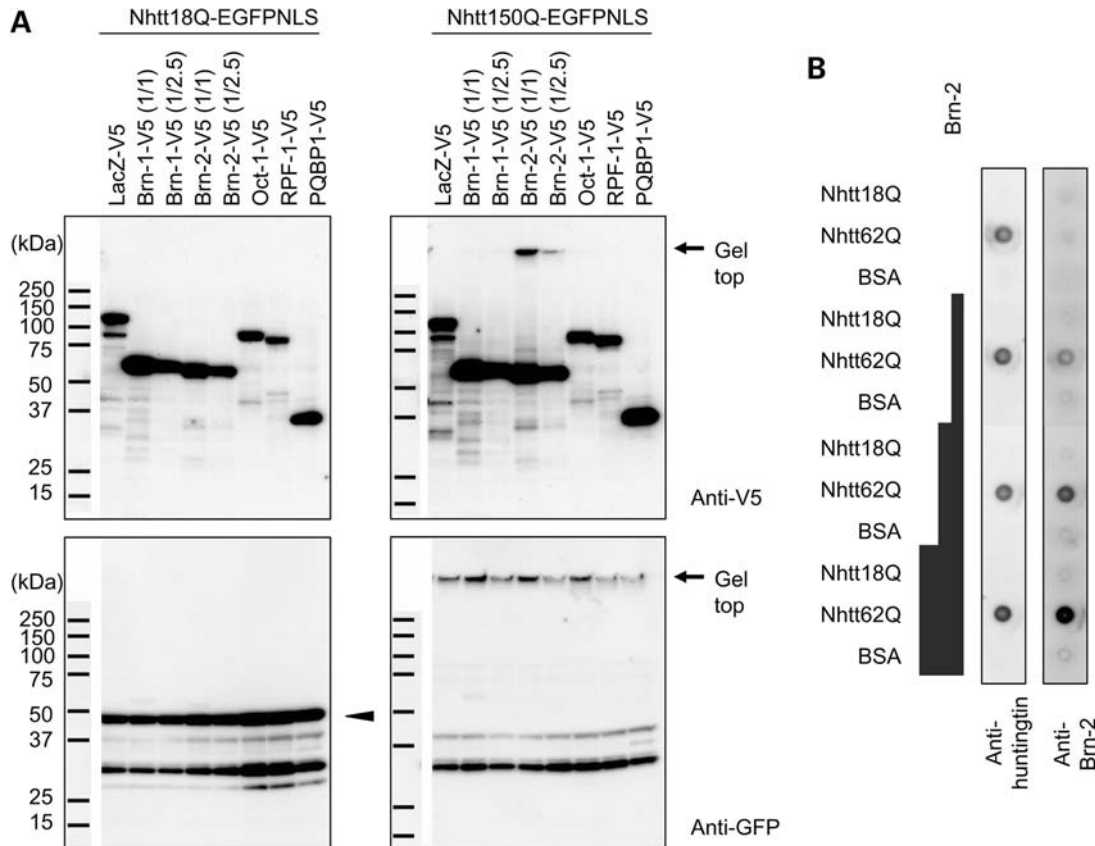 A
Nhtt18Q-EGFPNLS
Nhtt150Q-EGFPNLS
LacZ-V5
Brn-1-V5 (1/1)
Brn-1-V5 (1/2.5)
Brn-2-V5 (1/1)
Brn-2-V5 (1/2.5)
Oct-1-V5
RPF-1-V5
PQBP1-V5
LacZ-V5
Brn-1-V5 (1/1)
Brn-1-V5 (1/2.5)
Brn-2-V5 (1/1)
Brn-2-V5 (1/2.5)
Oct-1-V5
RPF-1-V5
PQBP1-V5
(kDa)
250
150
100
75
50
37
25
15
Gel
top
Anti-V5
(kDa)
250
150
100
75
50
37
25
15
Gel
top
Anti-GFP
B
Brn-2
Nhtt18Q
Nhtt62Q
BSA
Nhtt18Q
Nhtt62Q
BSA
Nhtt18Q
Nhtt62Q
BSA
Nhtt18Q
Nhtt62Q
BSA
Anti-
huntingtin
Anti-
Brn-2